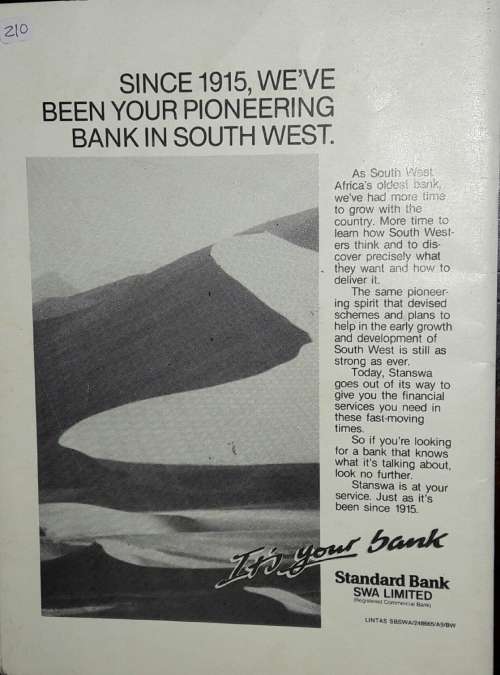 210
SINCE 1915, WE'VE
BEEN YOUR PIONEERING
BANK IN SOUTH WEST.
As South West
Africa's oldest bank,
we've had more time
to grow with the
country. More time to
learn how South West-
ers think and to dis-
cover precisely what
they want and how to
deliver it.
The same pioneer-
ing spirit that devised
schemes and plans to
help in the early growth
and development of
South West is still as
strong as ever.
Today, Stanswa
goes out of its way to
give you the financial
services you need in
these fast-moving
times.
So if you're looking
for a bank that knows
what it's talking about,
look no further.
Stanswa is at your
service. Just as it's
been since 1915.
It's your bank
Standard Bank
SWA LIMITED
(Registered Commercial Bank)
LINTAS SBSWA/248665/A9/BW